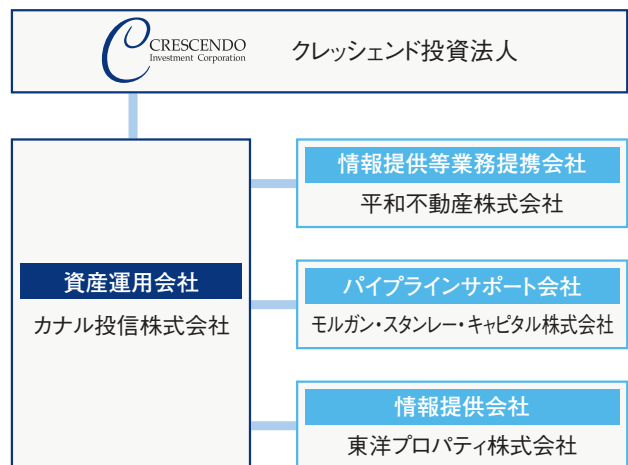 CRESCENDO
Investment Corporation
クレッシェンド投資法人
資産運用会社
カナル投信株式会社
情報提供等業務提携会社
平和不動産株式会社
パイプラインサポート会社
モルガン・スタンレー・キャピタル株式会社
情報提供会社
東洋プロパティ株式会社